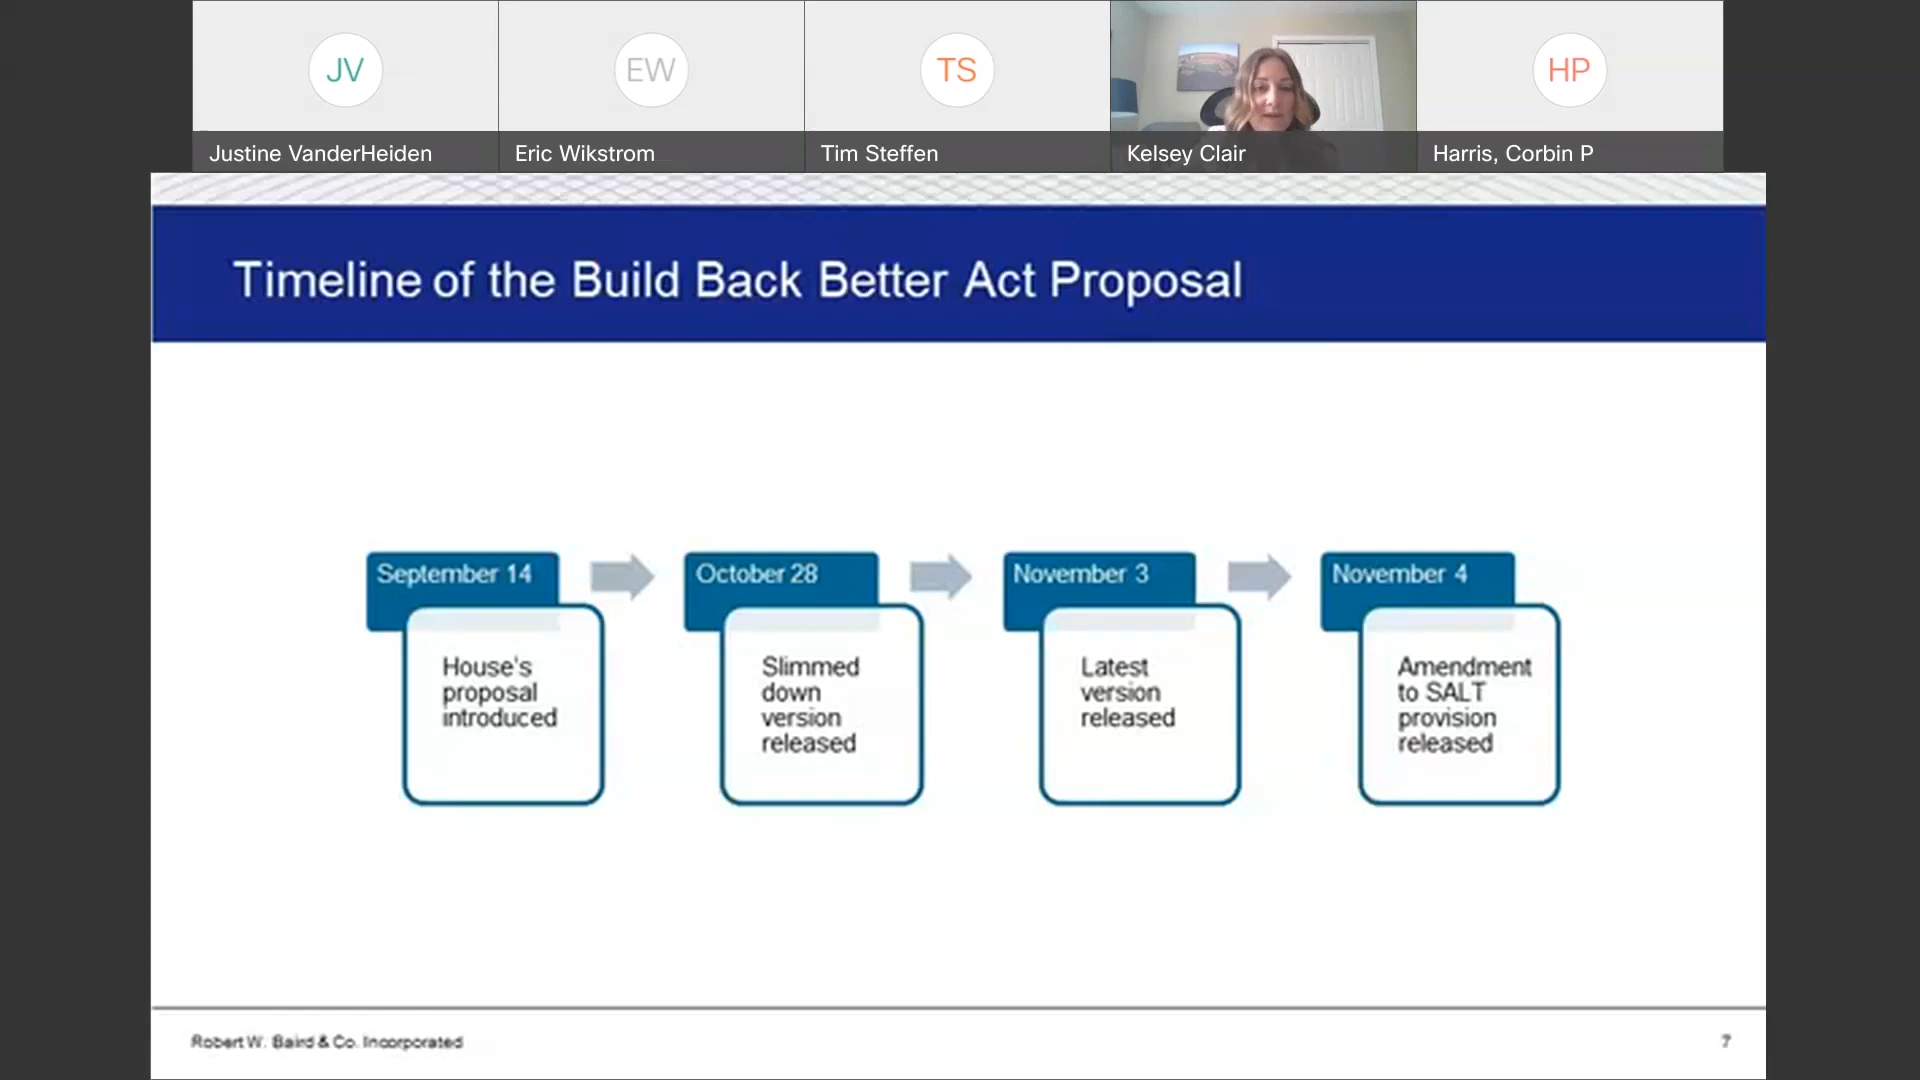 JV
EW
TS
HP
Justine VanderHeiden
Eric Wikstrom
Tim Steffen
Kelsey Clair
Harris, Corbin P
Timeline of the Build Back Better Act Proposal
September 14
House's
proposal
introduced
October 28
Slimmed
down
version
released
November 3
Latest
version
released
November 4
Amendment
to SALT
provision
released
Robert W. Baird & Co. Incorporated
7